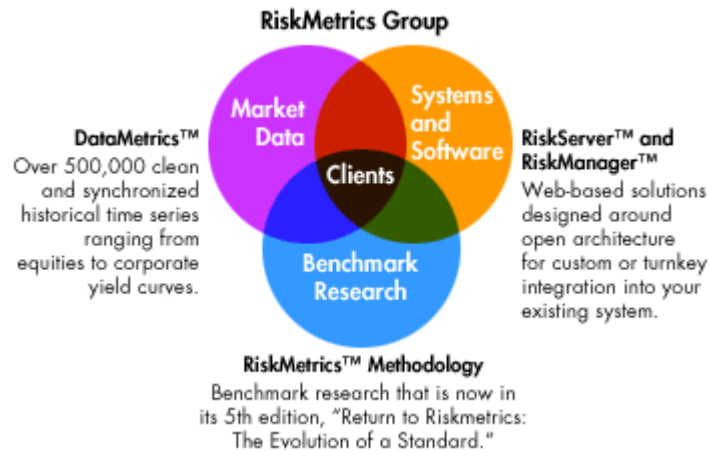 RiskMetrics Group
Market
Data
Systems
and
Software
Clients
Benchmark
Research
DataMetrics™
Over 500,000 clean
and synchronized
historical time series
ranging from
equities to corporate
yield curves.
RiskServer™ and
RiskManager™
Web-based solutions
designed around
open architecture
for custom or turnkey
integration into your
existing system.
RiskMetrics™ Methodology
Benchmark research that is now in
its 5th edition, "Return to Riskmetrics:
The Evolution of a Standard."